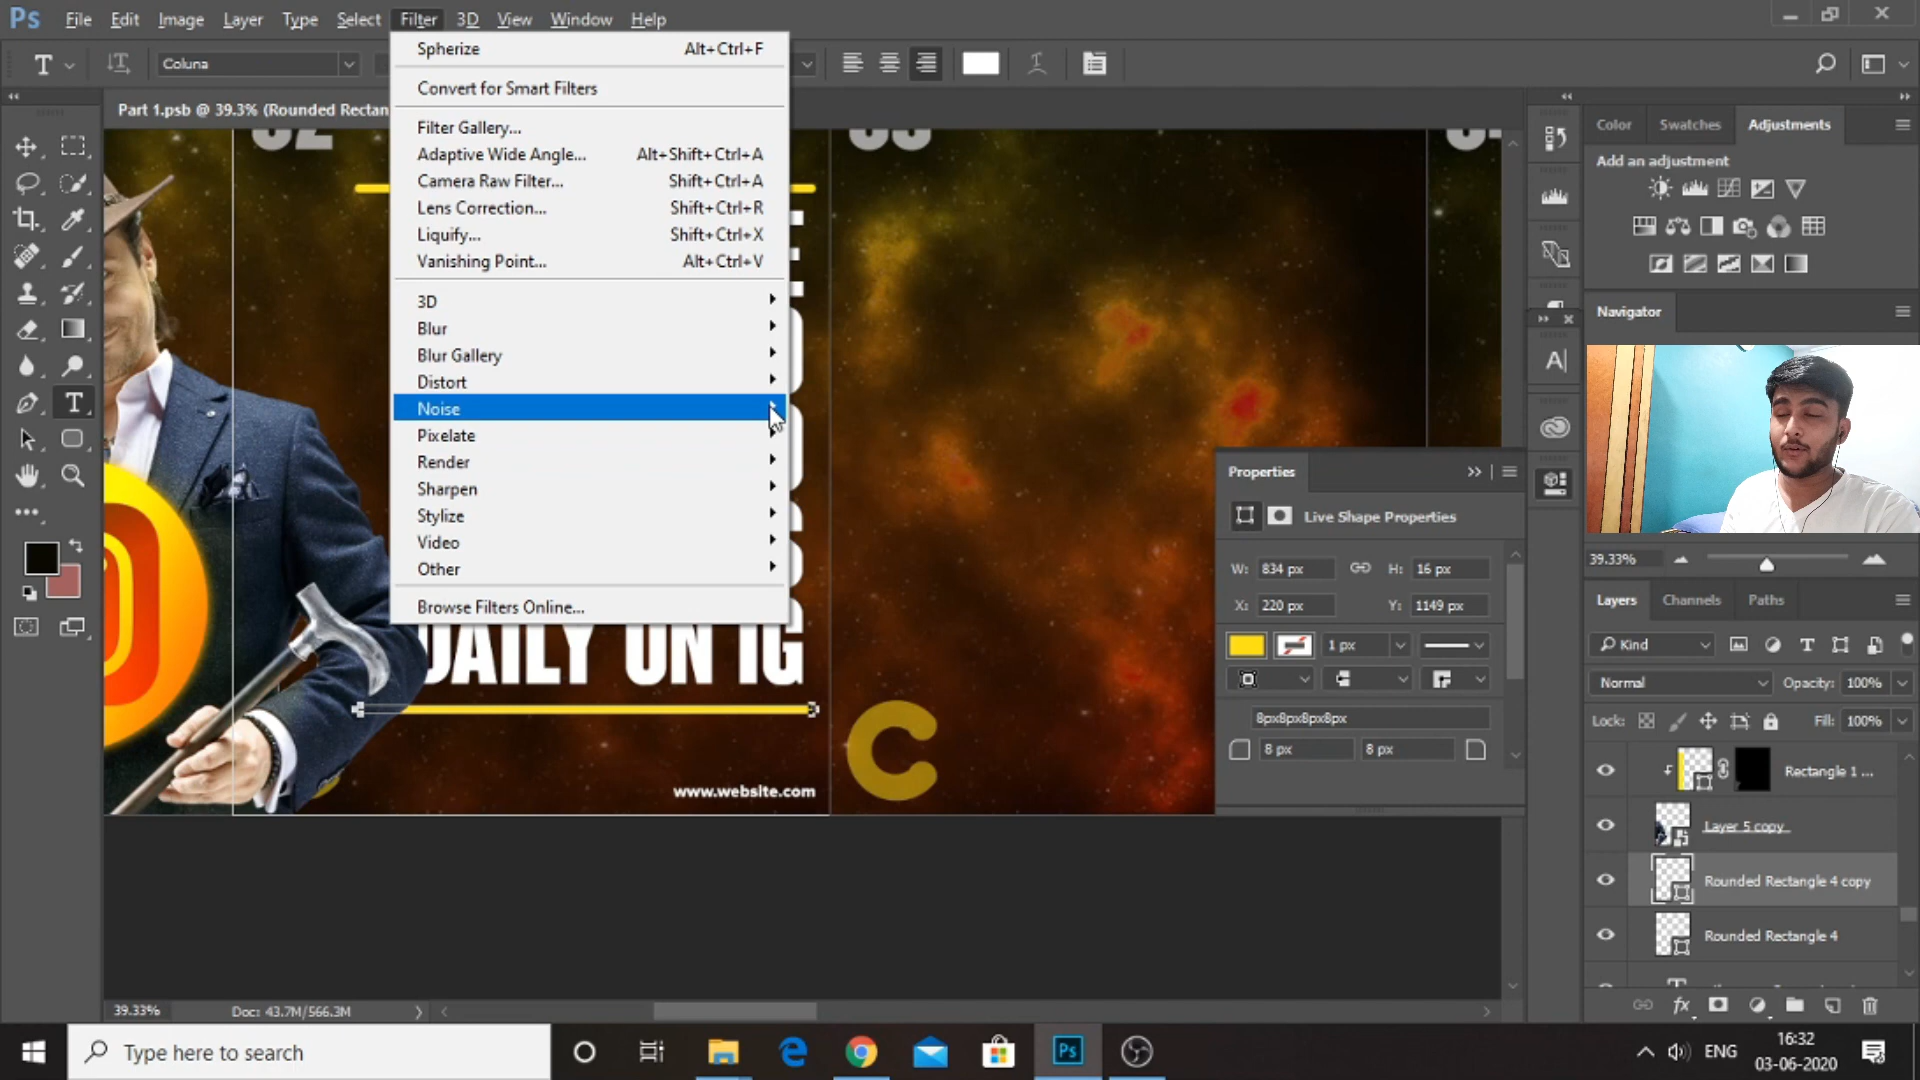 Ps File Edit Image Layer Type Select Filter 3D View Window Help
T Coluna
Part 1.psb @ 39.3% (Rounded Rectan
Spherize Alt+Ctrl+F
Convert for Smart Filters
Filter Gallery...
Adaptive Wide Angle... Alt+Shift+Ctrl+A
Camera Raw Filter... Shift+Ctrl+A
Lens Correction... Shift+Ctrl+R
Liquify... Shift+Ctrl+X
Vanishing Point... Alt+Ctrl+V
3D
Blur
Blur Gallery
Distort
Noise
Pixelate
Render
Sharpen
Stylize
Video
Other
Browse Filters Online...
02
03
DAILY ON IG
www.website.com
C
Color Swatches Adjustments
Add an adjustment
Navigator
39.33%
Properties
Live Shape Properties
W: 834 px H: 16 px
X: 220 px Y: 1149 px
1 px
8px8px8px8px
8 px 8 px
Layers Channels Paths
Kind
Normal Opacity: 100%
Lock: Fill: 100%
Rectangle 1 ...
Layer 5 copy
Rounded Rectangle 4 copy
Rounded Rectangle 4
fx
39.33% Doc: 43.7M/566.3M
Type here to search
Ps
ENG
16:32
03-06-2020